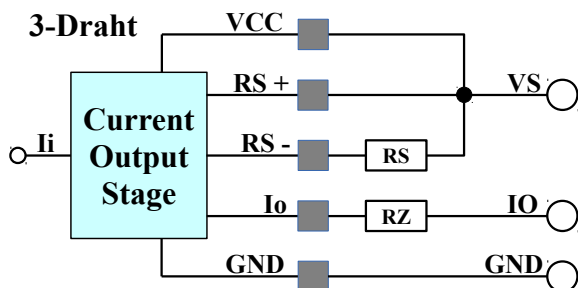 3-Draht
VCC
RS + VS
Current Output Stage
Ii
RS -
RS
Io
RZ
IO
GND
GND